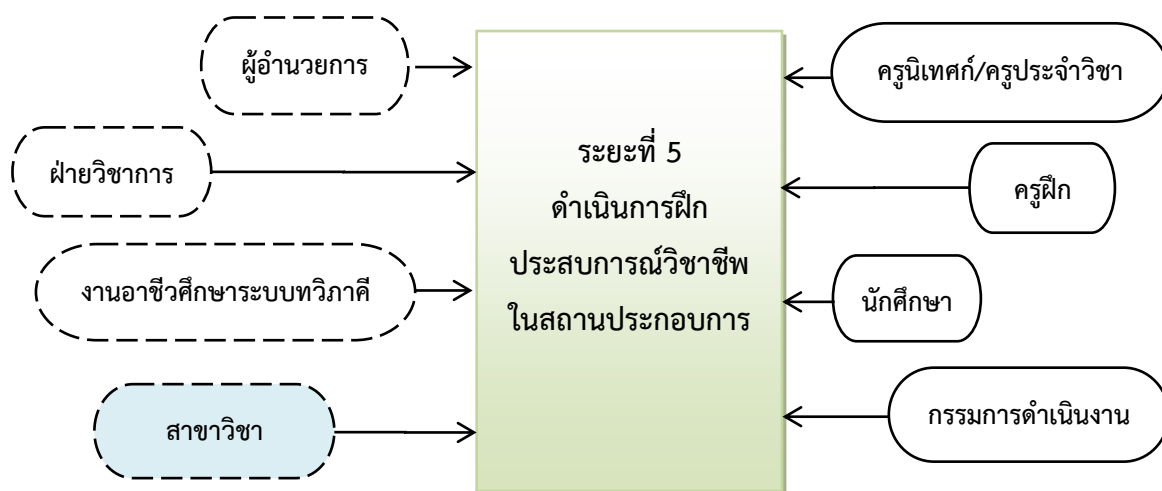 ผู้อำนวยการ
ฝ่ายวิชาการ
งานอาชีวศึกษาระบบทวิภาคี
สาขาวิชา
ระยะที่ 5
ดำเนินการฝึก
ประสบการณ์วิชาชีพ
ในสถานประกอบการ
ครูนิเทศก์/ครูประจำวิชา
ครูฝึก
นักศึกษา
กรรมการดำเนินงาน